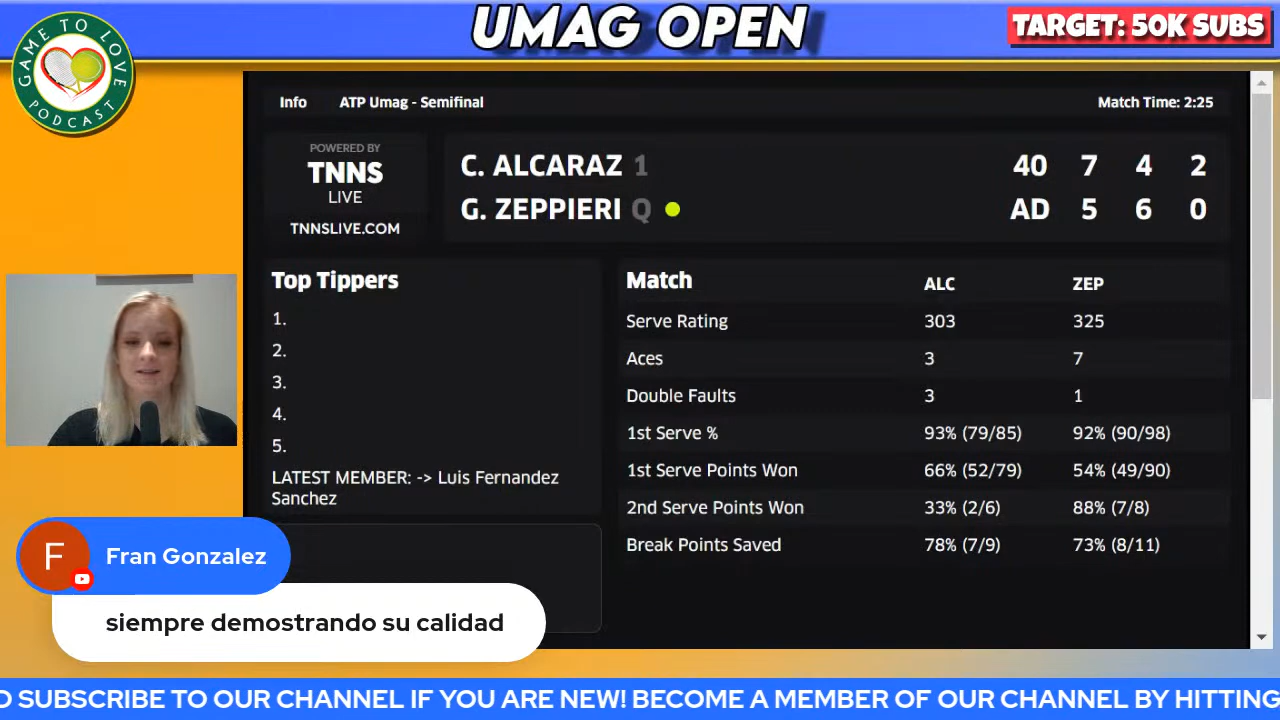 UMAG OPEN
TARGET: 50K SUBS
GAME TO LOVE
PODCAST
Info ATP Umag - Semifinal Match Time: 2:25
POWERED BY
TNNS
LIVE
TNNSLIVE.COM
C. ALCARAZ 1 40 7 4 2
G. ZEPPIERI Q AD 5 6 0
Top Tippers
1.
2.
3.
4.
5.
LATEST MEMBER: -> Luis Fernandez
Sanchez
Match ALC ZEP
Serve Rating 303 325
Aces 3 7
Double Faults 3 1
1st Serve % 93% (79/85) 92% (90/98)
1st Serve Points Won 66% (52/79) 54% (49/90)
2nd Serve Points Won 33% (2/6) 88% (7/8)
Break Points Saved 78% (7/9) 73% (8/11)
F Fran Gonzalez
siempre demostrando su calidad
SUBSCRIBE TO OUR CHANNEL IF YOU ARE NEW! BECOME A MEMBER OF OUR CHANNEL BY HITTING